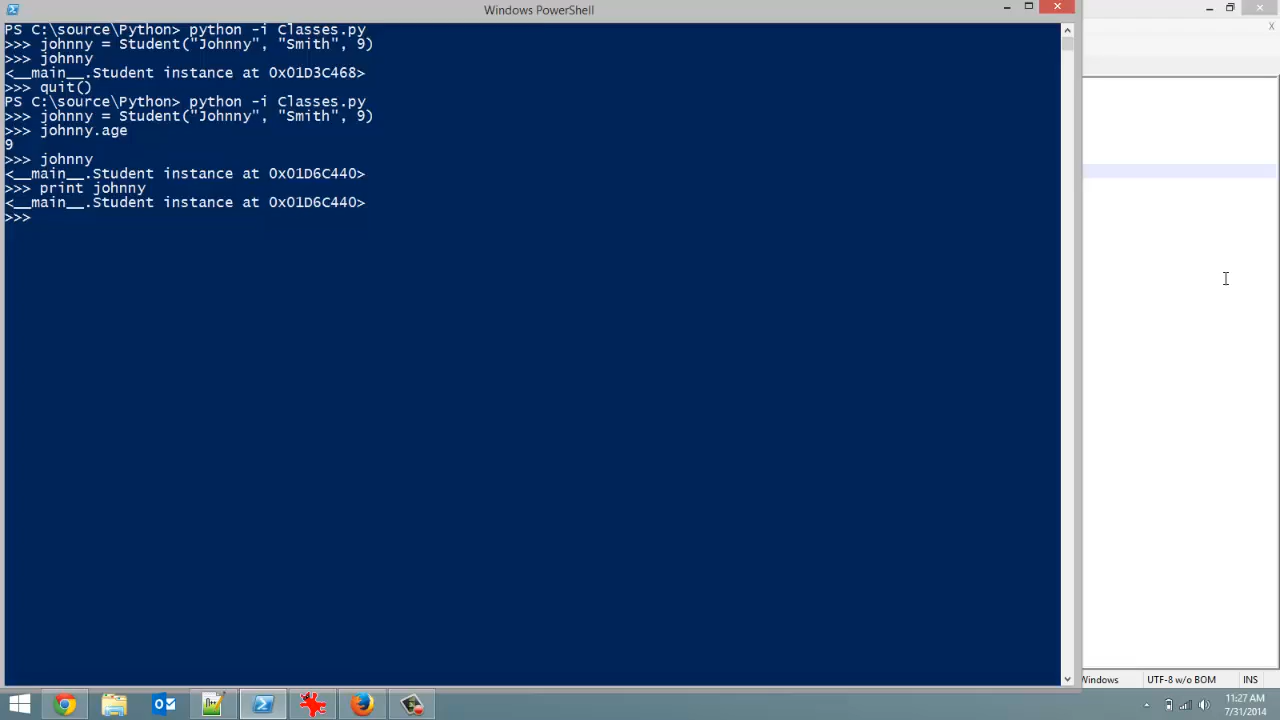 Windows PowerShell
PS C:\source\Python> python -i Classes.py
>>> johnny = Student("Johnny", "Smith", 9)
>>> johnny
<__main__.Student instance at 0x01D3C468>
>>> quit()
PS C:\source\Python> python -i Classes.py
>>> johnny = Student("Johnny", "Smith", 9)
>>> johnny.age
9
>>> johnny
<__main__.Student instance at 0x01D6C440>
>>> print johnny
<__main__.Student instance at 0x01D6C440>
>>>
Windows UTF-8 w/o BOM INS
11:27 AM
7/31/2014